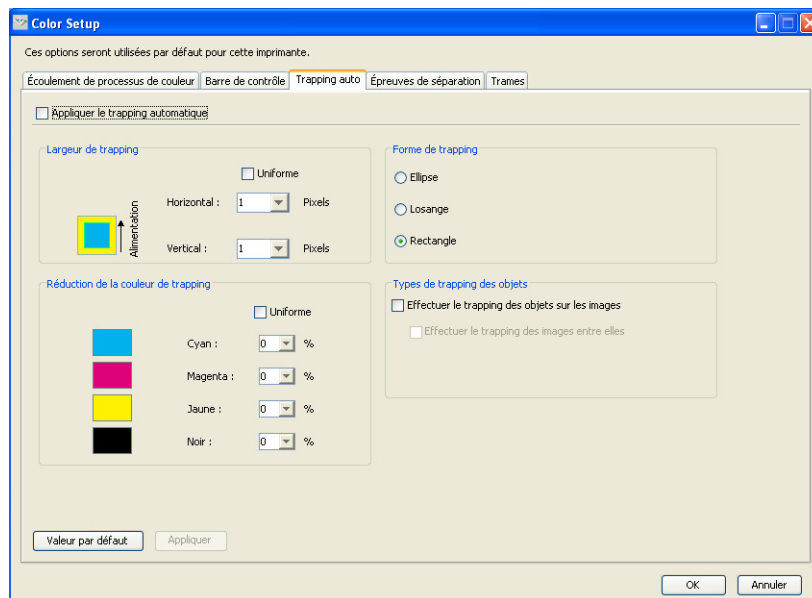 Color Setup
Ces options seront utilisées par défaut pour cette imprimante.
Écoulement de processus de couleur Barre de contrôle Trapping auto Épreuves de séparation Trames
Appliquer le trapping automatique
Largeur de trapping
Uniforme
Alimentation
Horizontal : 1 Pixels
Vertical : 1 Pixels
Forme de trapping
Ellipse
Losange
Rectangle
Réduction de la couleur de trapping
Uniforme
Cyan : 0 %
Magenta : 0 %
Jaune : 0 %
Noir : 0 %
Types de trapping des objets
Effectuer le trapping des objets sur les images
Effectuer le trapping des images entre elles
Valeur par défaut Appliquer
OK Annuler